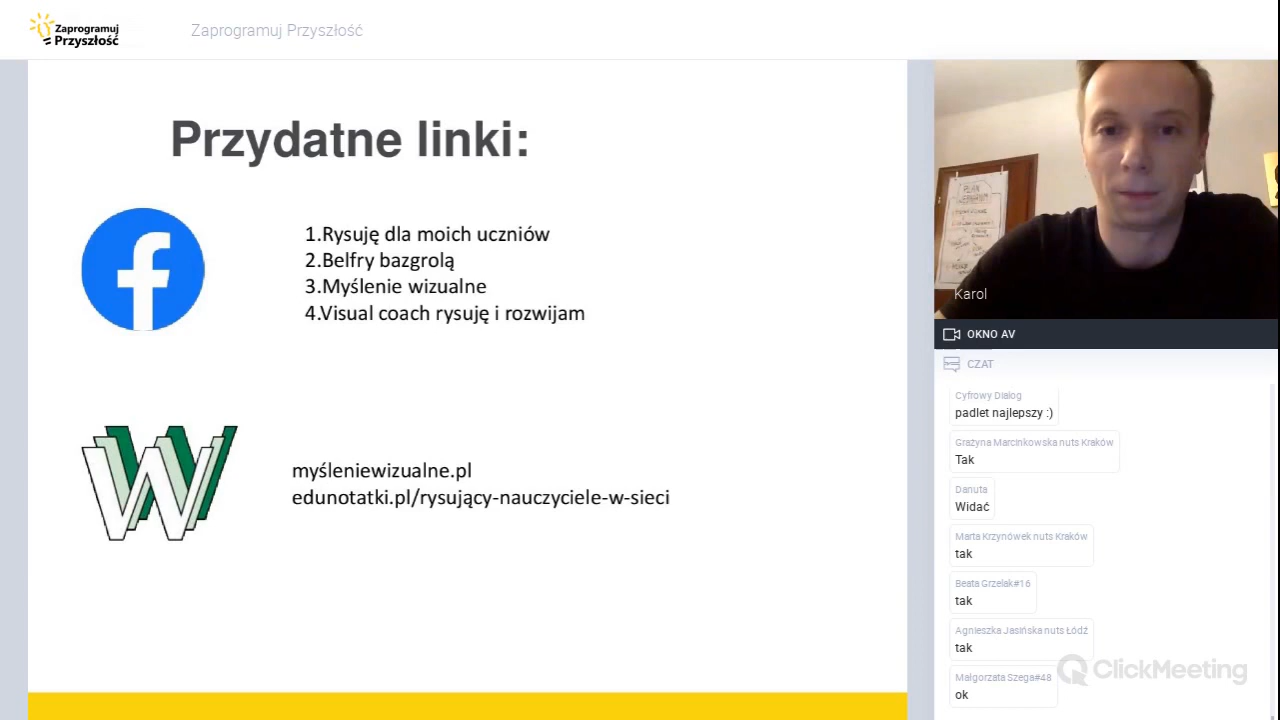 Zaprogramuj
Przyszłość
Zaprogramuj Przyszłość
Przydatne linki:
1.Rysuję dla moich uczniów
2.Belfry bazgrolą
3.Myślenie wizualne
4.Visual coach rysuję i rozwijam
myśleniewizualne.pl
edunotatki.pl/rysujący-nauczyciele-w-sieci
PLAN
Karol
OKNO AV
CZAT
Cyfrowy Dialog
padlet najlepszy :)
Grażyna Marcinkowska nuts Kraków
Tak
Danuta
Widać
Marta Krzynówek nuts Kraków
tak
Beata Grzelak#16
tak
Agnieszka Jasińska nuts Łódź
tak
Małgorzata Szega#48
ok
ClickMeeting